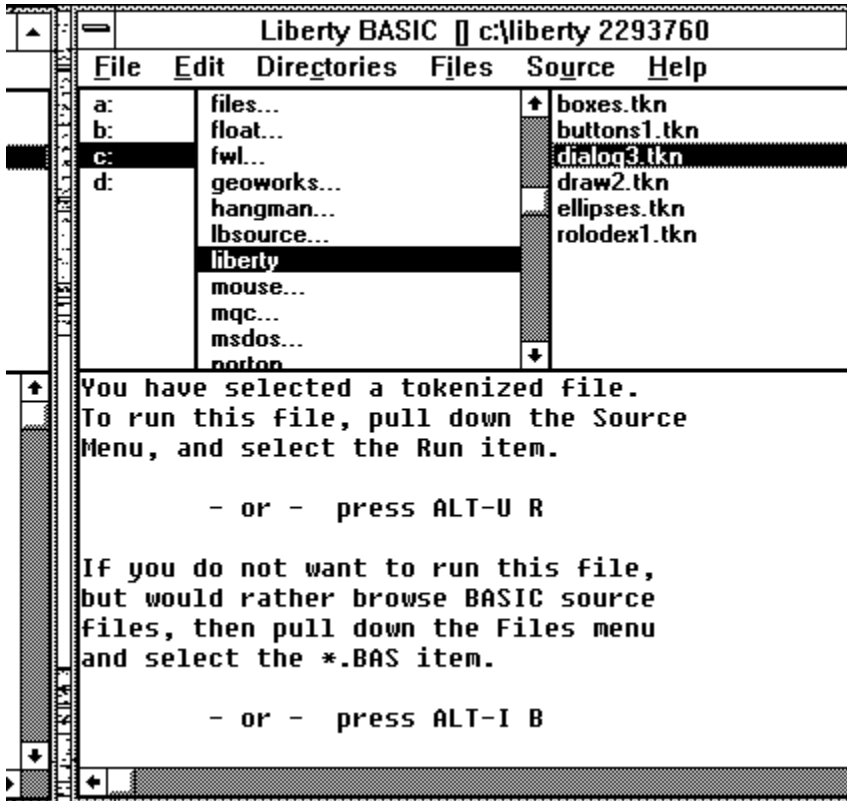 Liberty BASIC [] c:\liberty 2293760
File Edit Directories Files Source Help
a:
b:
c:
d:
files...
float...
fwl...
geoworks...
hangman...
lbsource...
liberty
mouse...
mqc...
msdos...
norton
boxes.tkn
buttons1.tkn
dialog3.tkn
draw2.tkn
ellipses.tkn
rolodex1.tkn
You have selected a tokenized file.
To run this file, pull down the Source
Menu, and select the Run item.
- or - press ALT-U R
If you do not want to run this file,
but would rather browse BASIC source
files, then pull down the Files menu
and select the *.BAS item.
- or - press ALT-I B